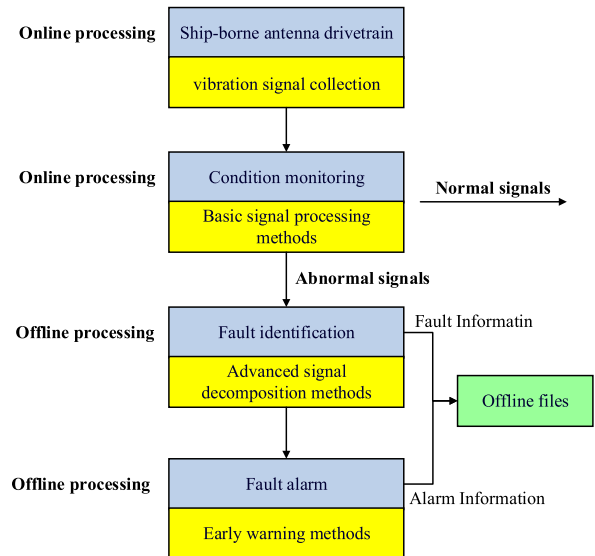 Online processing
Ship-borne antenna drivetrain
vibration signal collection
Online processing
Condition monitoring
Normal signals
Basic signal processing
methods
Abnormal signals
Offline processing
Fault identification
Fault Informatin
Advanced signal
decomposition methods
Offline files
Offline processing
Fault alarm
Alarm Information
Early warning methods